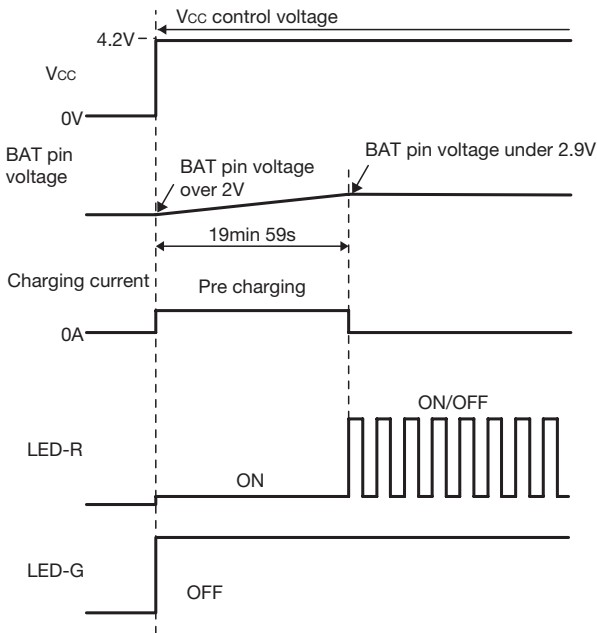 Vcc control voltage
4.2V
Vcc
0V
BAT pin
voltage
BAT pin voltage
over 2V
BAT pin voltage under 2.9V
19min 59s
Charging current
Pre charging
0A
ON/OFF
LED-R
ON
LED-G
OFF